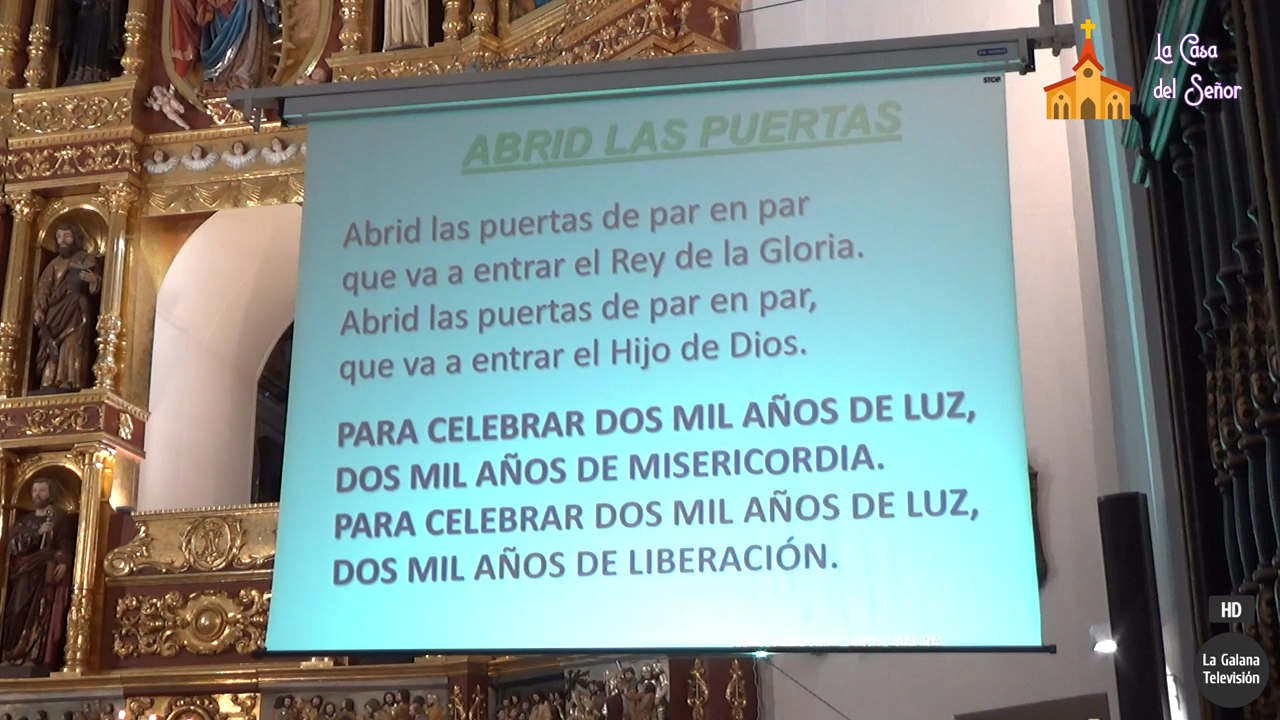 STOP
La Casa
del Señor
ABRID LAS PUERTAS
Abrid las puertas de par en par
que va a entrar el Rey de la Gloria.
Abrid las puertas de par en par,
que va a entrar el Hijo de Dios.
PARA CELEBRAR DOS MIL AÑOS DE LUZ,
DOS MIL AÑOS DE MISERICORDIA.
PARA CELEBRAR DOS MIL AÑOS DE LUZ,
DOS MIL AÑOS DE LIBERACIÓN.
HD
La Galana
Televisión